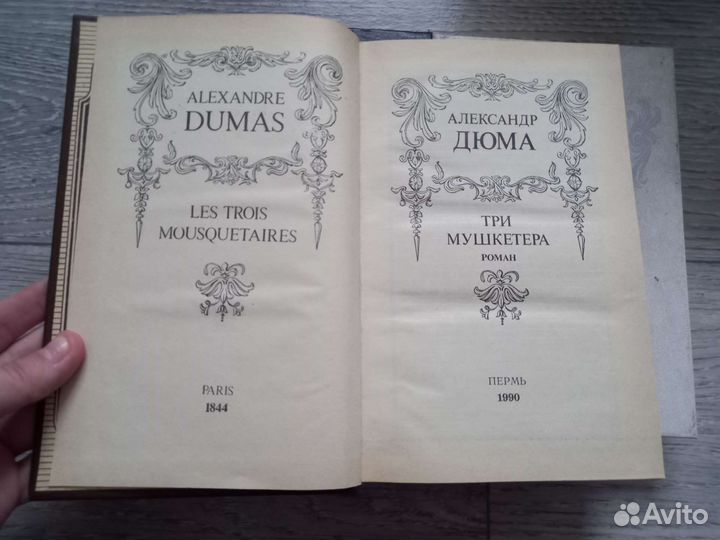 ALEXANDRE
DUMAS
LES TROIS
MOUSQUETAIRES
PARIS
1844
АЛЕКСАНДР
ДЮМА
ТРИ
МУШКЕТЕРА
РОМАН
ПЕРМЬ
1990
Avito